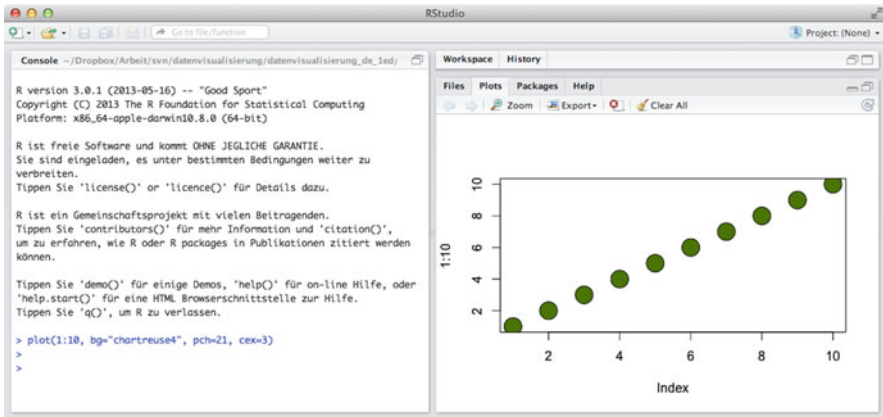 RStudio
Go to file/function
Project: (None)
Console ~/Dropbox/Arbeit/svn/datenvisualisierung/datenvisualisierung_de_1ed/
R version 3.0.1 (2013-05-16) -- "Good Sport"
Copyright (C) 2013 The R Foundation for Statistical Computing
Platform: x86_64-apple-darwin10.8.0 (64-bit)
R ist freie Software und kommt OHNE JEGLICHE GARANTIE.
Sie sind eingeladen, es unter bestimmten Bedingungen weiter zu
verbreiten.
Tippen Sie 'license()' or 'licence()' für Details dazu.
R ist ein Gemeinschaftsprojekt mit vielen Beitragenden.
Tippen Sie 'contributors()' für mehr Information und 'citation()',
um zu erfahren, wie R oder R packages in Publikationen zitiert werden
können.
Tippen Sie 'demo()' für einige Demos, 'help()' für on-line Hilfe, oder
'help.start()' für eine HTML Browserschnittstelle zur Hilfe.
Tippen Sie 'q()', um R zu verlassen.
> plot(1:10, bg="chartreuse4", pch=21, cex=3)
>
>
Workspace History
Files Plots Packages Help
Zoom Export Clear All
1:10
10
8
6
4
2
2 4 6 8 10
Index